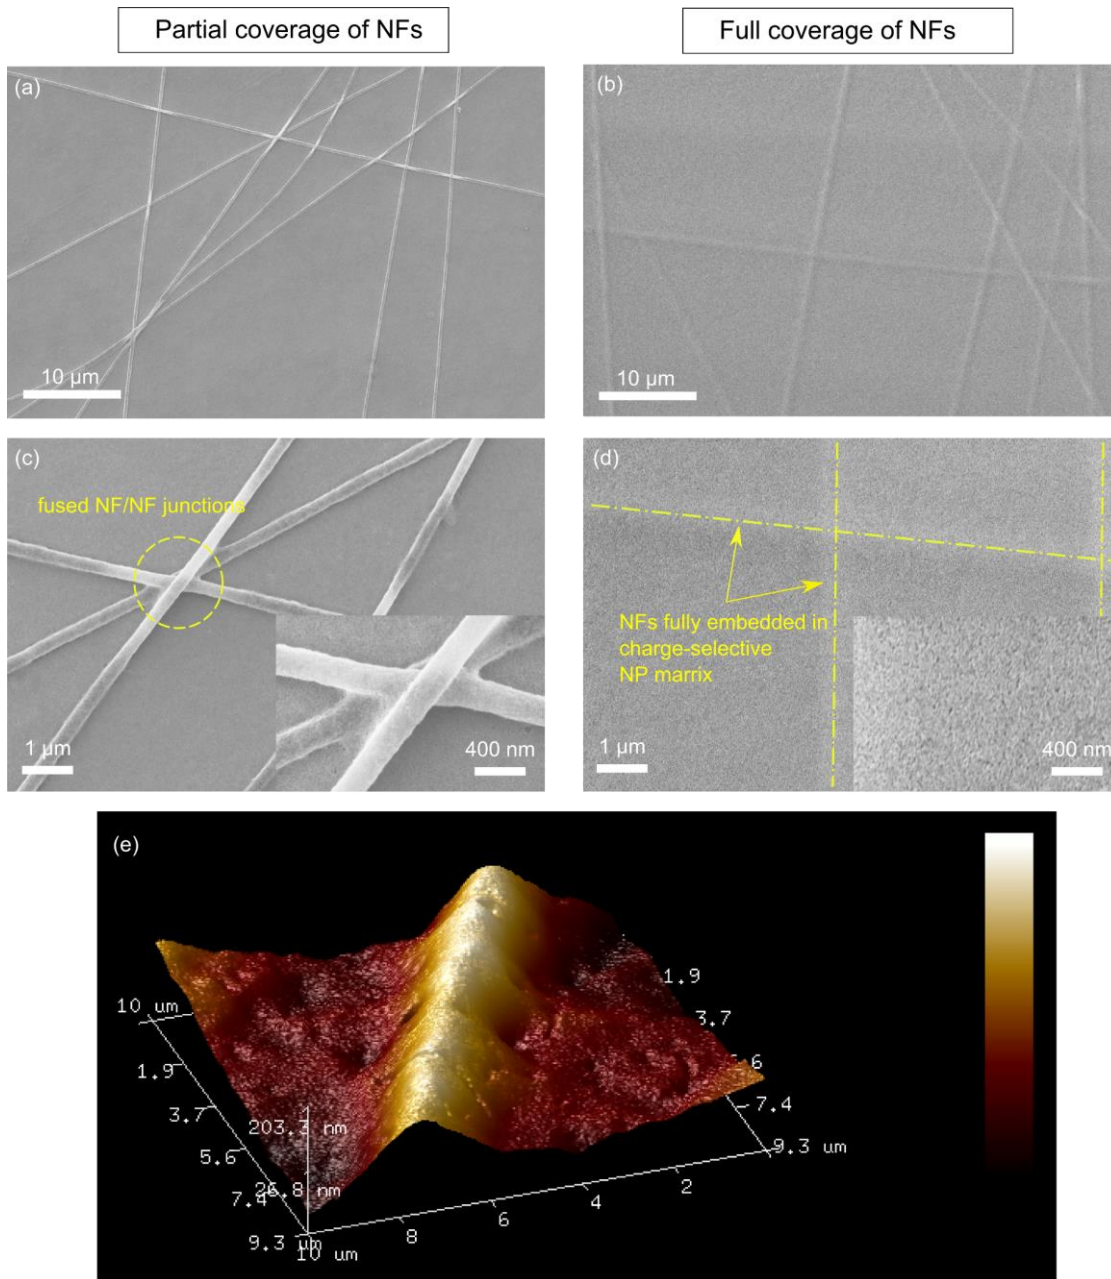 Partial coverage of NFs
Full coverage of NFs
(a)
10 µm
(b)
10 µm
(c)
fused NF/NF junctions
1 µm
400 nm
(d)
NFs fully embedded in
charge-selective
NP marrix
1 µm
400 nm
(e)
10 um
1.9
3.7
5.6
7.4
9.3 µm
203.3 nm
26.8 nm
10 um
8
6
4
2
1.9
3.7
7.4
9.3 um